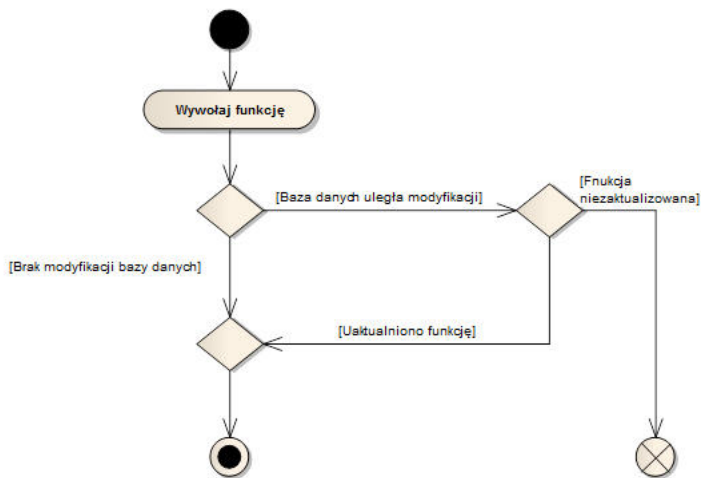 Wywołaj funkcję
[Baza danych uległa modyfikacji]
[Fnukcja
niezaktualizowana]
[Brak modyfikacji bazy danych]
[Uaktualniono funkcję]